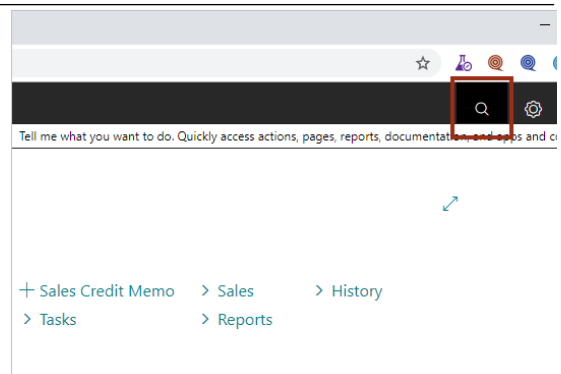 Tell me what you want to do. Quickly access actions, pages, reports, documentation, and apps and
+ Sales Credit Memo > Sales > History
> Tasks > Reports